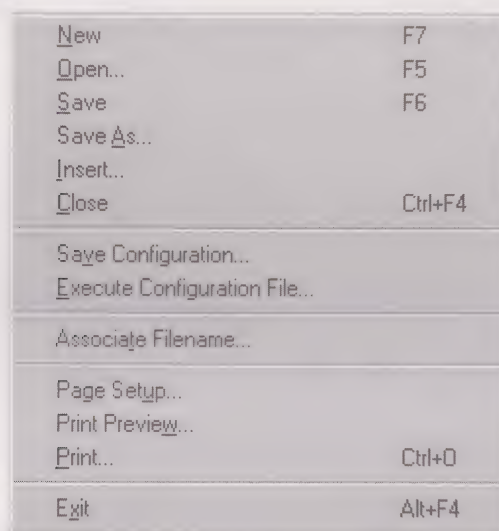 New F7
Open... F5
Save F6
Save As...
Insert...
Close Ctrl+F4
Save Configuration...
Execute Configuration File...
Associate Filename...
Page Setup...
Print Preview...
Print... Ctrl+O
Exit Alt+F4